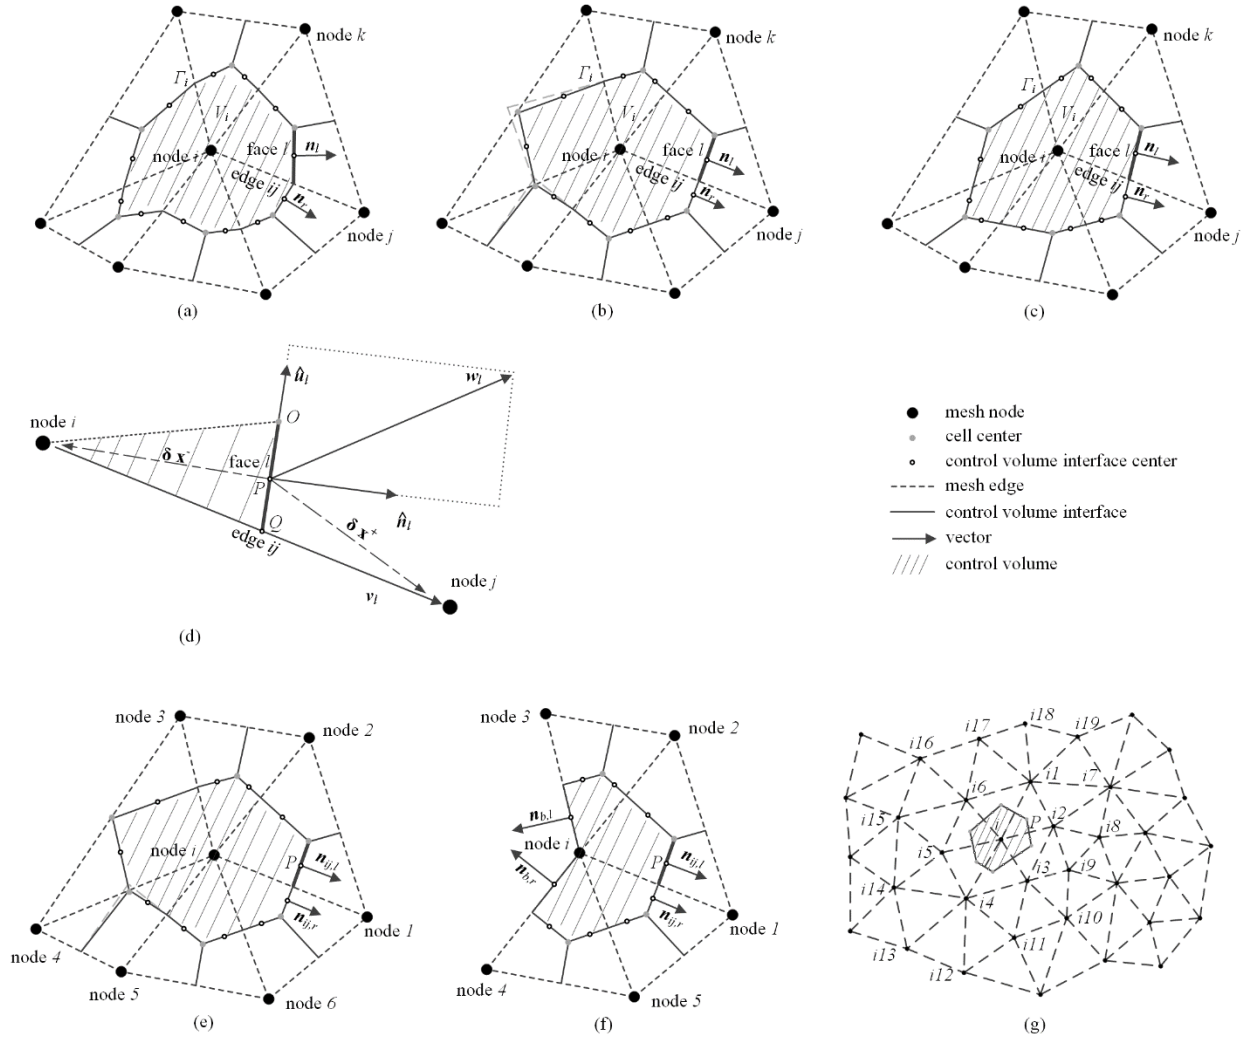 node k
Γi
Vi
node i
face l
nl
edge ij
nr
node j
(a)
node k
Γi
Vi
node i
face l
nl
edge ij
nr
node j
(b)
node k
Γi
Vi
node i
face l
nl
edge ij
nr
node j
(c)
node i
ûl
wl
O
δx-
face l
P
n̂l
Q
edge ij
δx+
vl
node j
(d)
mesh node
cell center
control volume interface center
mesh edge
control volume interface
vector
control volume
node 3
node 2
node i
P
nij,l
nij,r
node 1
node 4
node 5
node 6
(e)
node 3
node 2
nb,l
node i
nb,r
P
nij,l
nij,r
node 1
node 4
node 5
(f)
i18
i17
i19
i16
i1
i7
i6
i15
i
P
i2
i8
i5
i3
i9
i14
i4
i10
i11
i13
i12
(g)